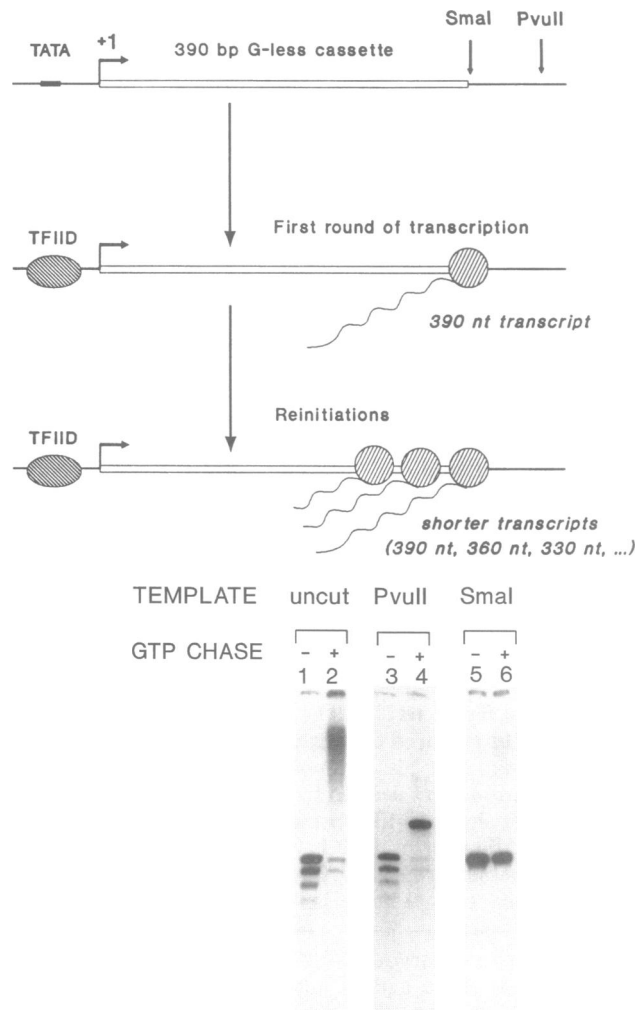 SmaI PvuII
TATA +1 390 bp G-less cassette
First round of transcription
TFIID
390 nt transcript
Reinitiations
TFIID
shorter transcripts
(390 nt, 360 nt, 330 nt, ...)
TEMPLATE uncut PvuII SmaI
GTP CHASE - + - + - +
1 2 3 4 5 6